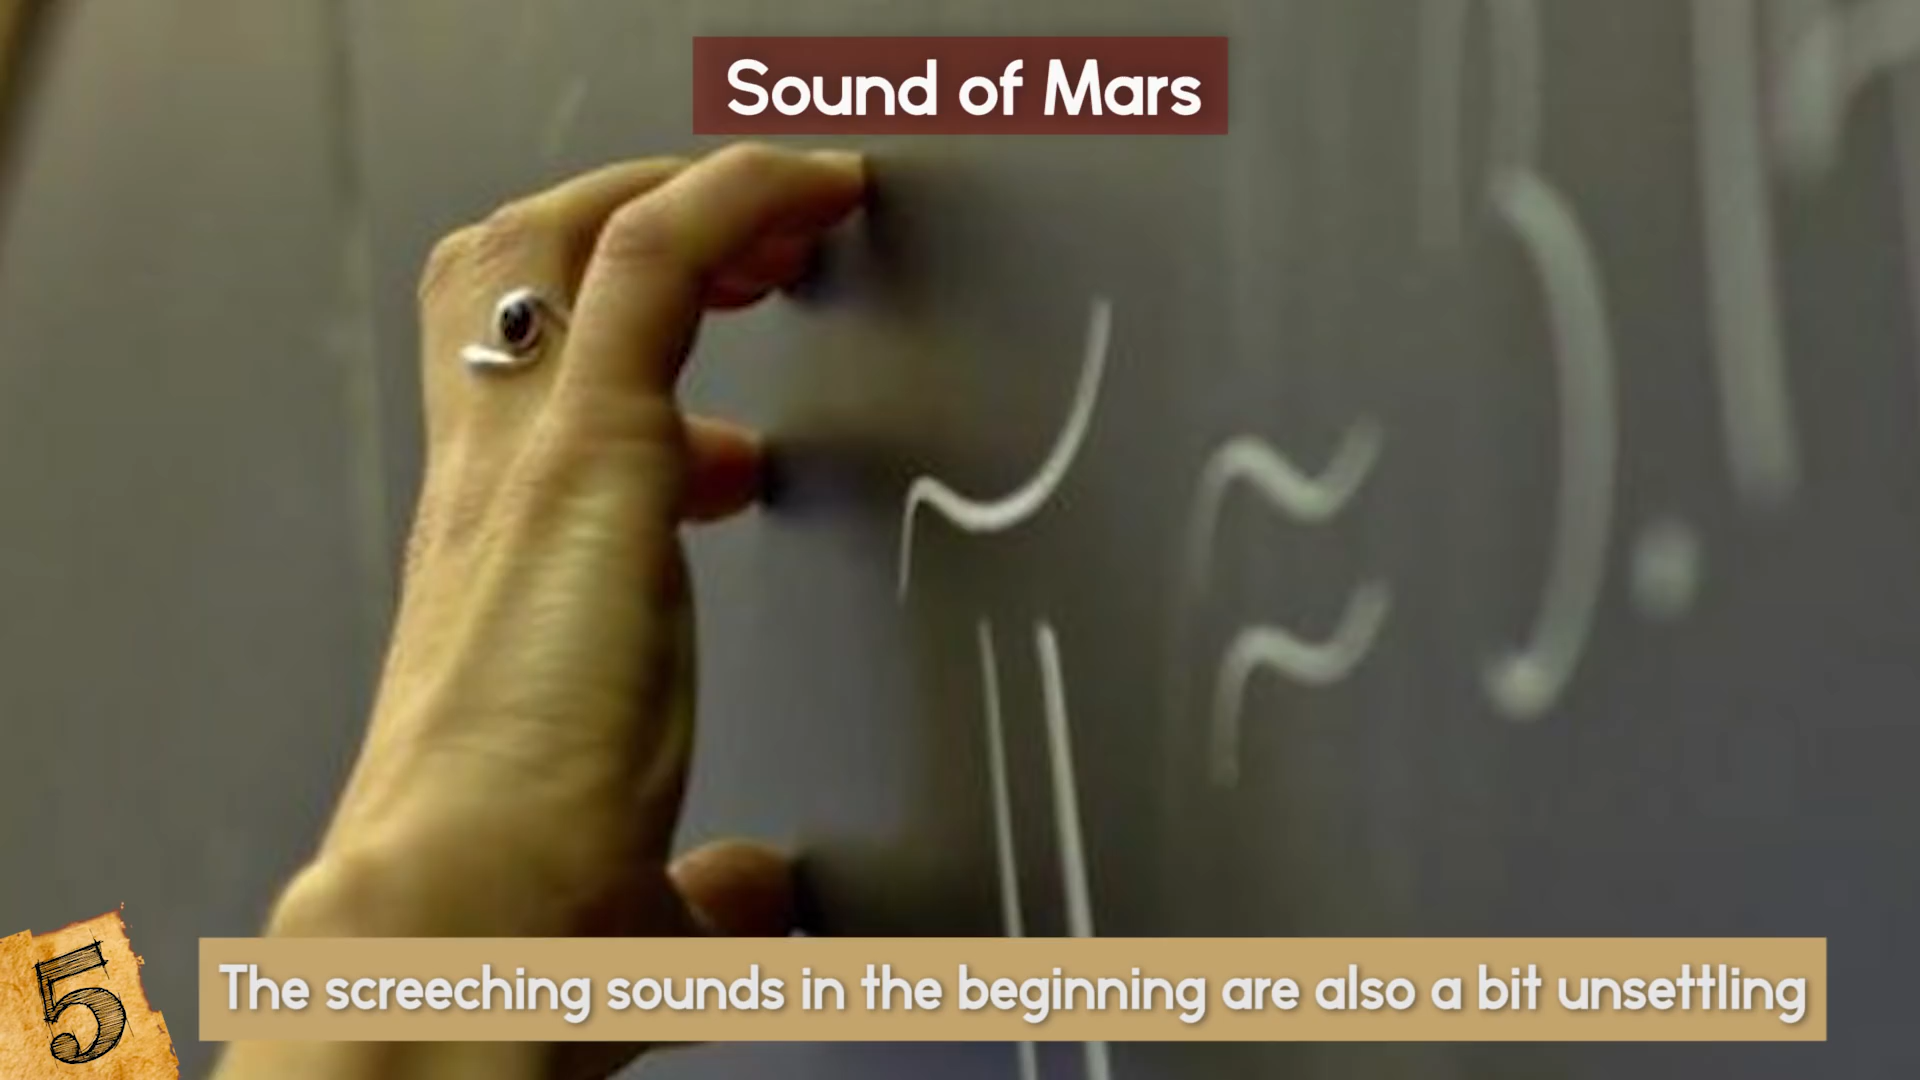 Sound of Mars
The screeching sounds in the beginning are also a bit unsettling
5